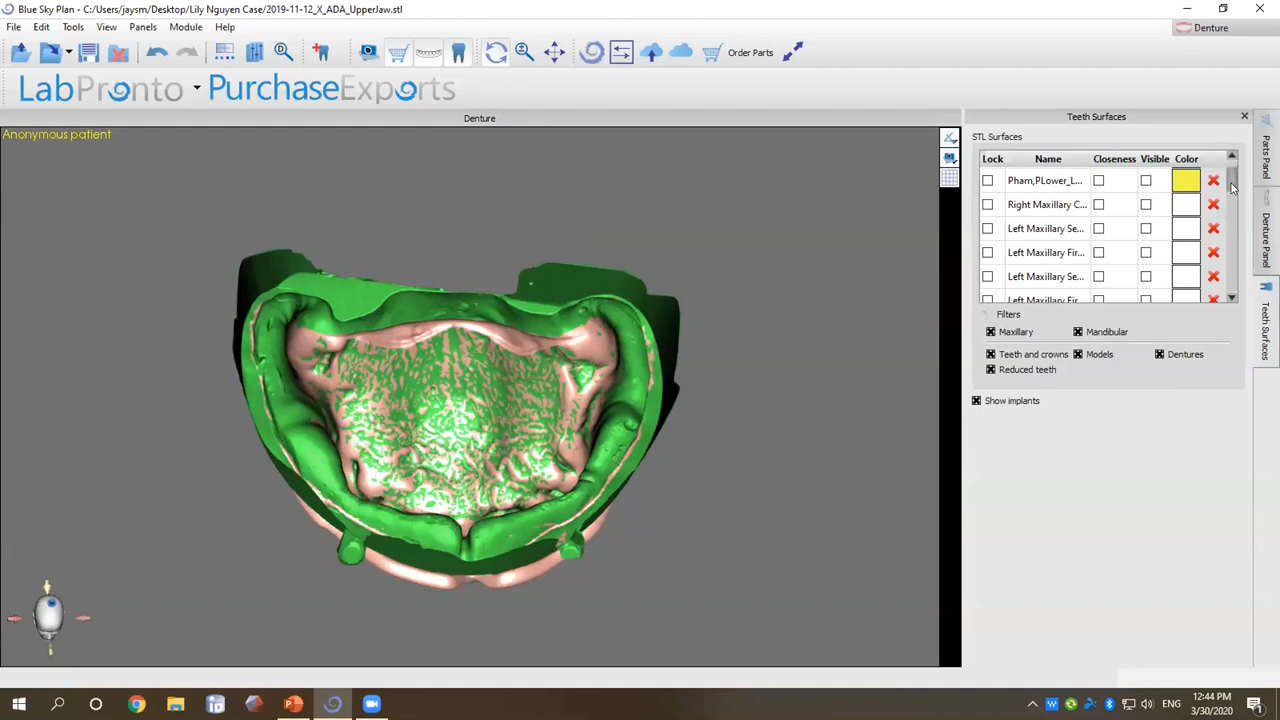 Blue Sky Plan - C:/Users/jaysm/Desktop/Lily Nguyen Case/2019-11-12_X_ADA_UpperJaw.stl
File Edit Tools View Panels Module Help
Denture
Order Parts
LabPronto PurchaseExports
Denture
Teeth Surfaces
Anonymous patient
STL Surfaces
Lock Name Closeness Visible Color
Pham,PLower_L...
Right Maxillary C...
Left Maxillary Se...
Left Maxillary Fir...
Left Maxillary Se...
Left Maxillary Fir...
Filters
Maxillary Mandibular
Teeth and crowns Models Dentures
Reduced teeth
Show implants
Parts Panel
Denture Panel
Teeth Surfaces
ENG
12:44 PM
3/30/2020